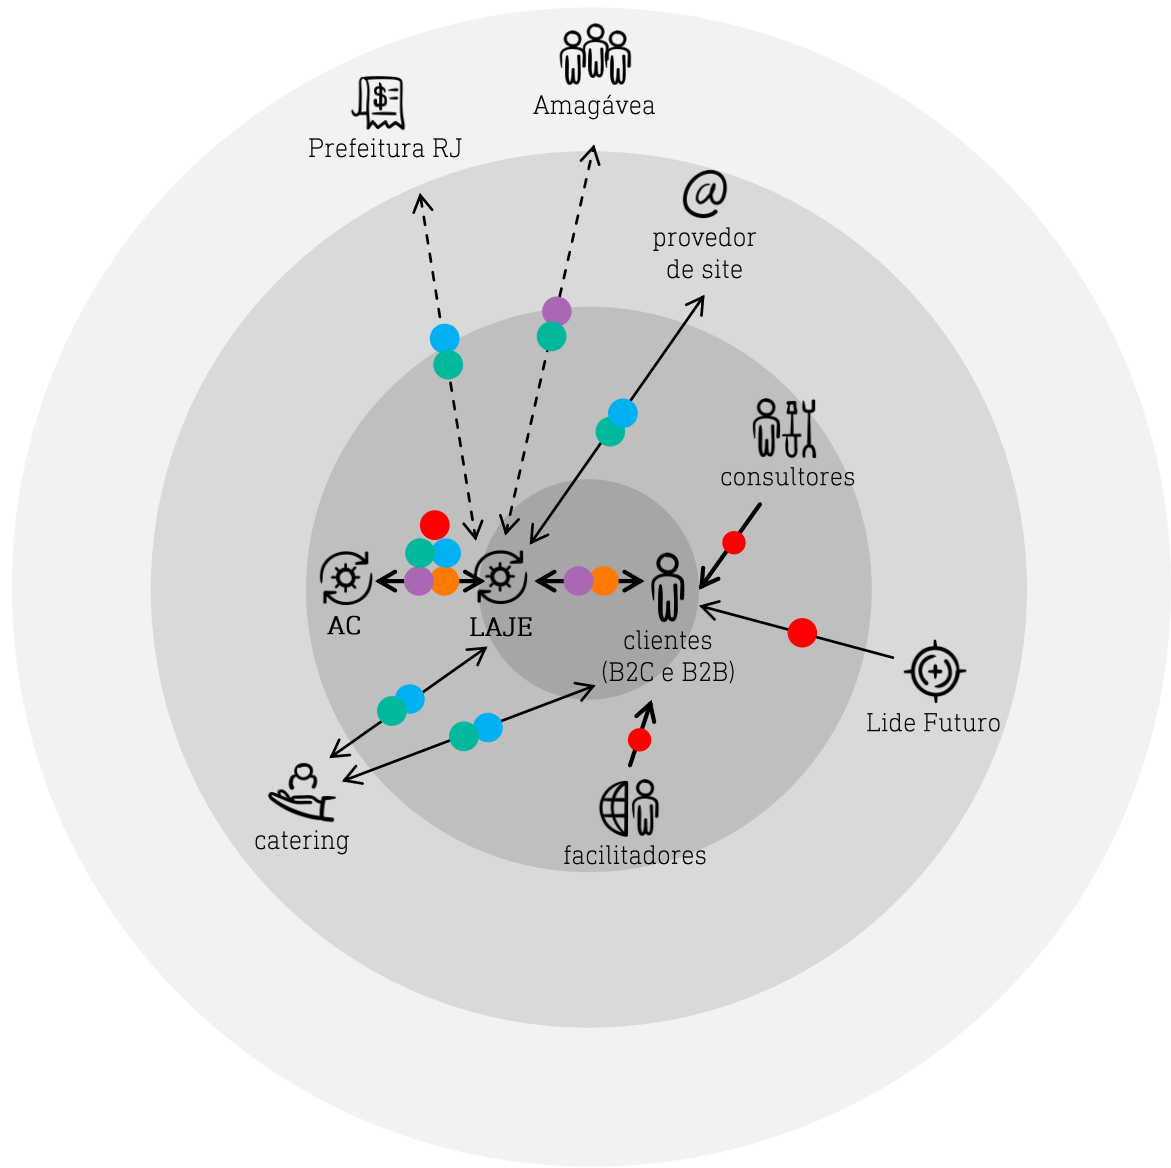 Amagávea
$
Prefeitura RJ
@
provedor
de site
consultores
AC
LAJE
clientes
(B2C e B2B)
Lide Futuro
catering
facilitadores